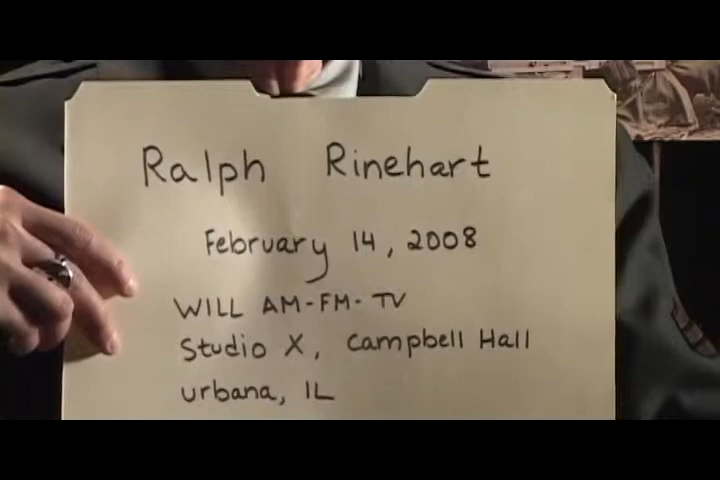 Ralph Rinehart
February 14, 2008
WILL AM-FM-TV
Studio X, Campbell Hall
Urbana, IL